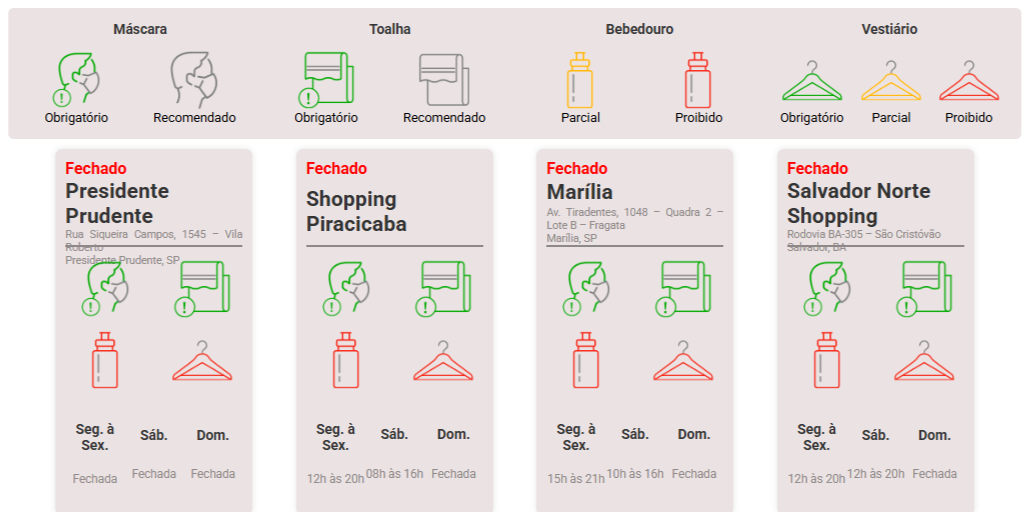 Máscara
Toalha
Bebedouro
Vestiário
Obrigatório
Recomendado
Obrigatório
Recomendado
Parcial
Proibido
Obrigatório
Parcial
Proibido
Fechado
Presidente
Prudente
Rua Siqueira Campos, 1545 – Vila
Roberto
Presidente Prudente, SP
Seg. à
Sex.
Sáb.
Dom.
Fechada
Fechada
Fechada
Fechado
Shopping
Piracicaba
Seg. à
Sex.
Sáb.
Dom.
12h às 20h
08h às 16h
Fechada
Fechado
Marília
Av. Tiradentes, 1048 – Quadra 2 –
Lote B – Fragata
Marília, SP
Seg. à
Sex.
Sáb.
Dom.
15h às 21h
10h às 16h
Fechada
Fechado
Salvador Norte
Shopping
Rodovia BA-305 – São Cristóvão
Salvador, BA
Seg. à
Sex.
Sáb.
Dom.
12h às 20h
12h às 20h
Fechada